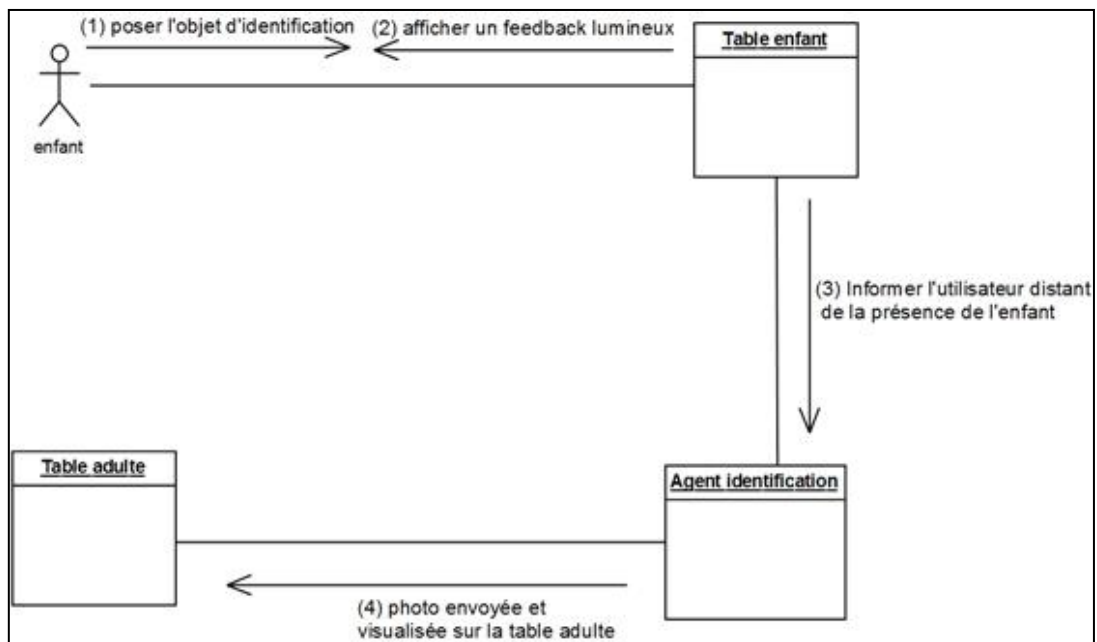 (1) poser l'objet d'identification
(2) afficher un feedback lumineux
Table enfant
enfant
(3) Informer l'utilisateur distant
de la présence de l'enfant
Table adulte
Agent identification
(4) photo envoyée et
visualisée sur la table adulte